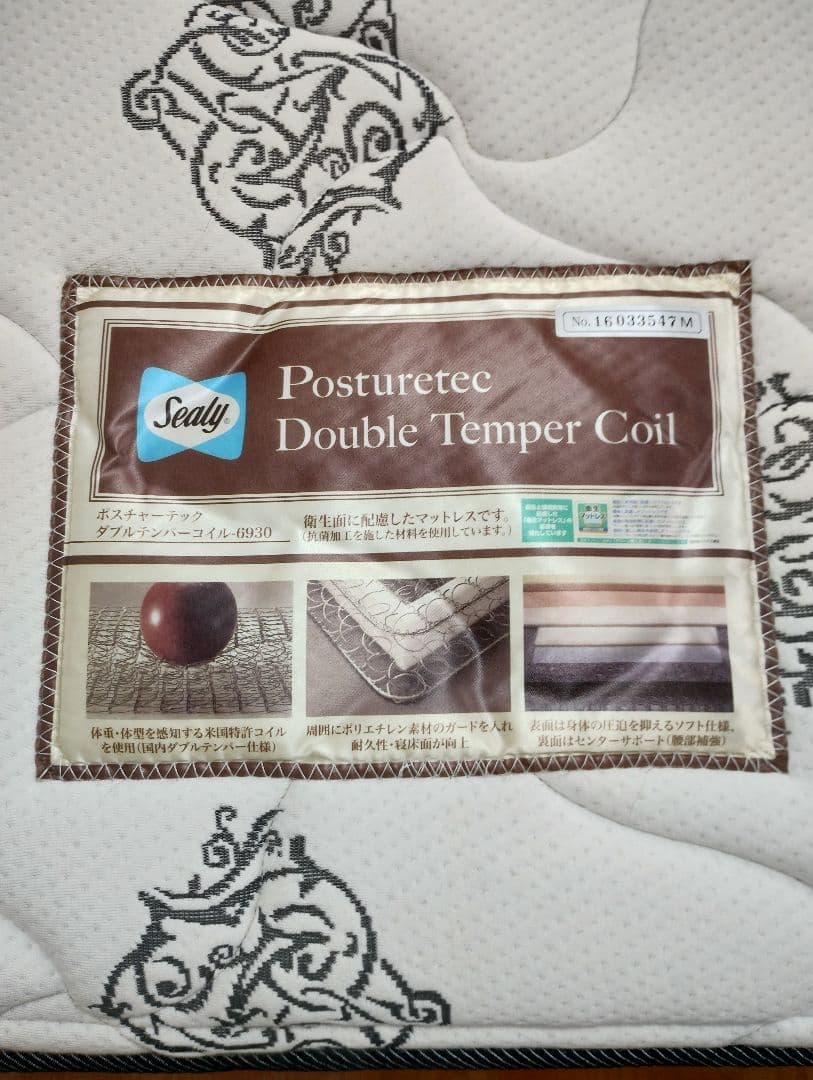 No. 16033547M
Sealy®
Posturetec
Double Temper Coil
ポスチャーテック
ダブルテンパーコイル-6930
衛生面に配慮したマットレスです。
(抗菌加工を施した材料を使用しています。)
衛生
マットレス
体重・体型を感知する米国特許コイル
を使用(国内ダブルテンパー仕様)
周囲にポリエチレン素材のガードを入れ
耐久性・寝床面が向上
表面は身体の圧迫を抑えるソフト仕様、
裏面はセンターサポート(腰部補強)